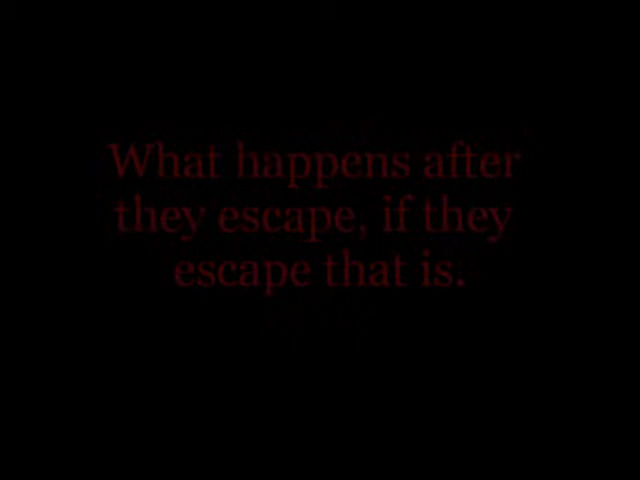 What happens after
they escape, if they
escape that is.